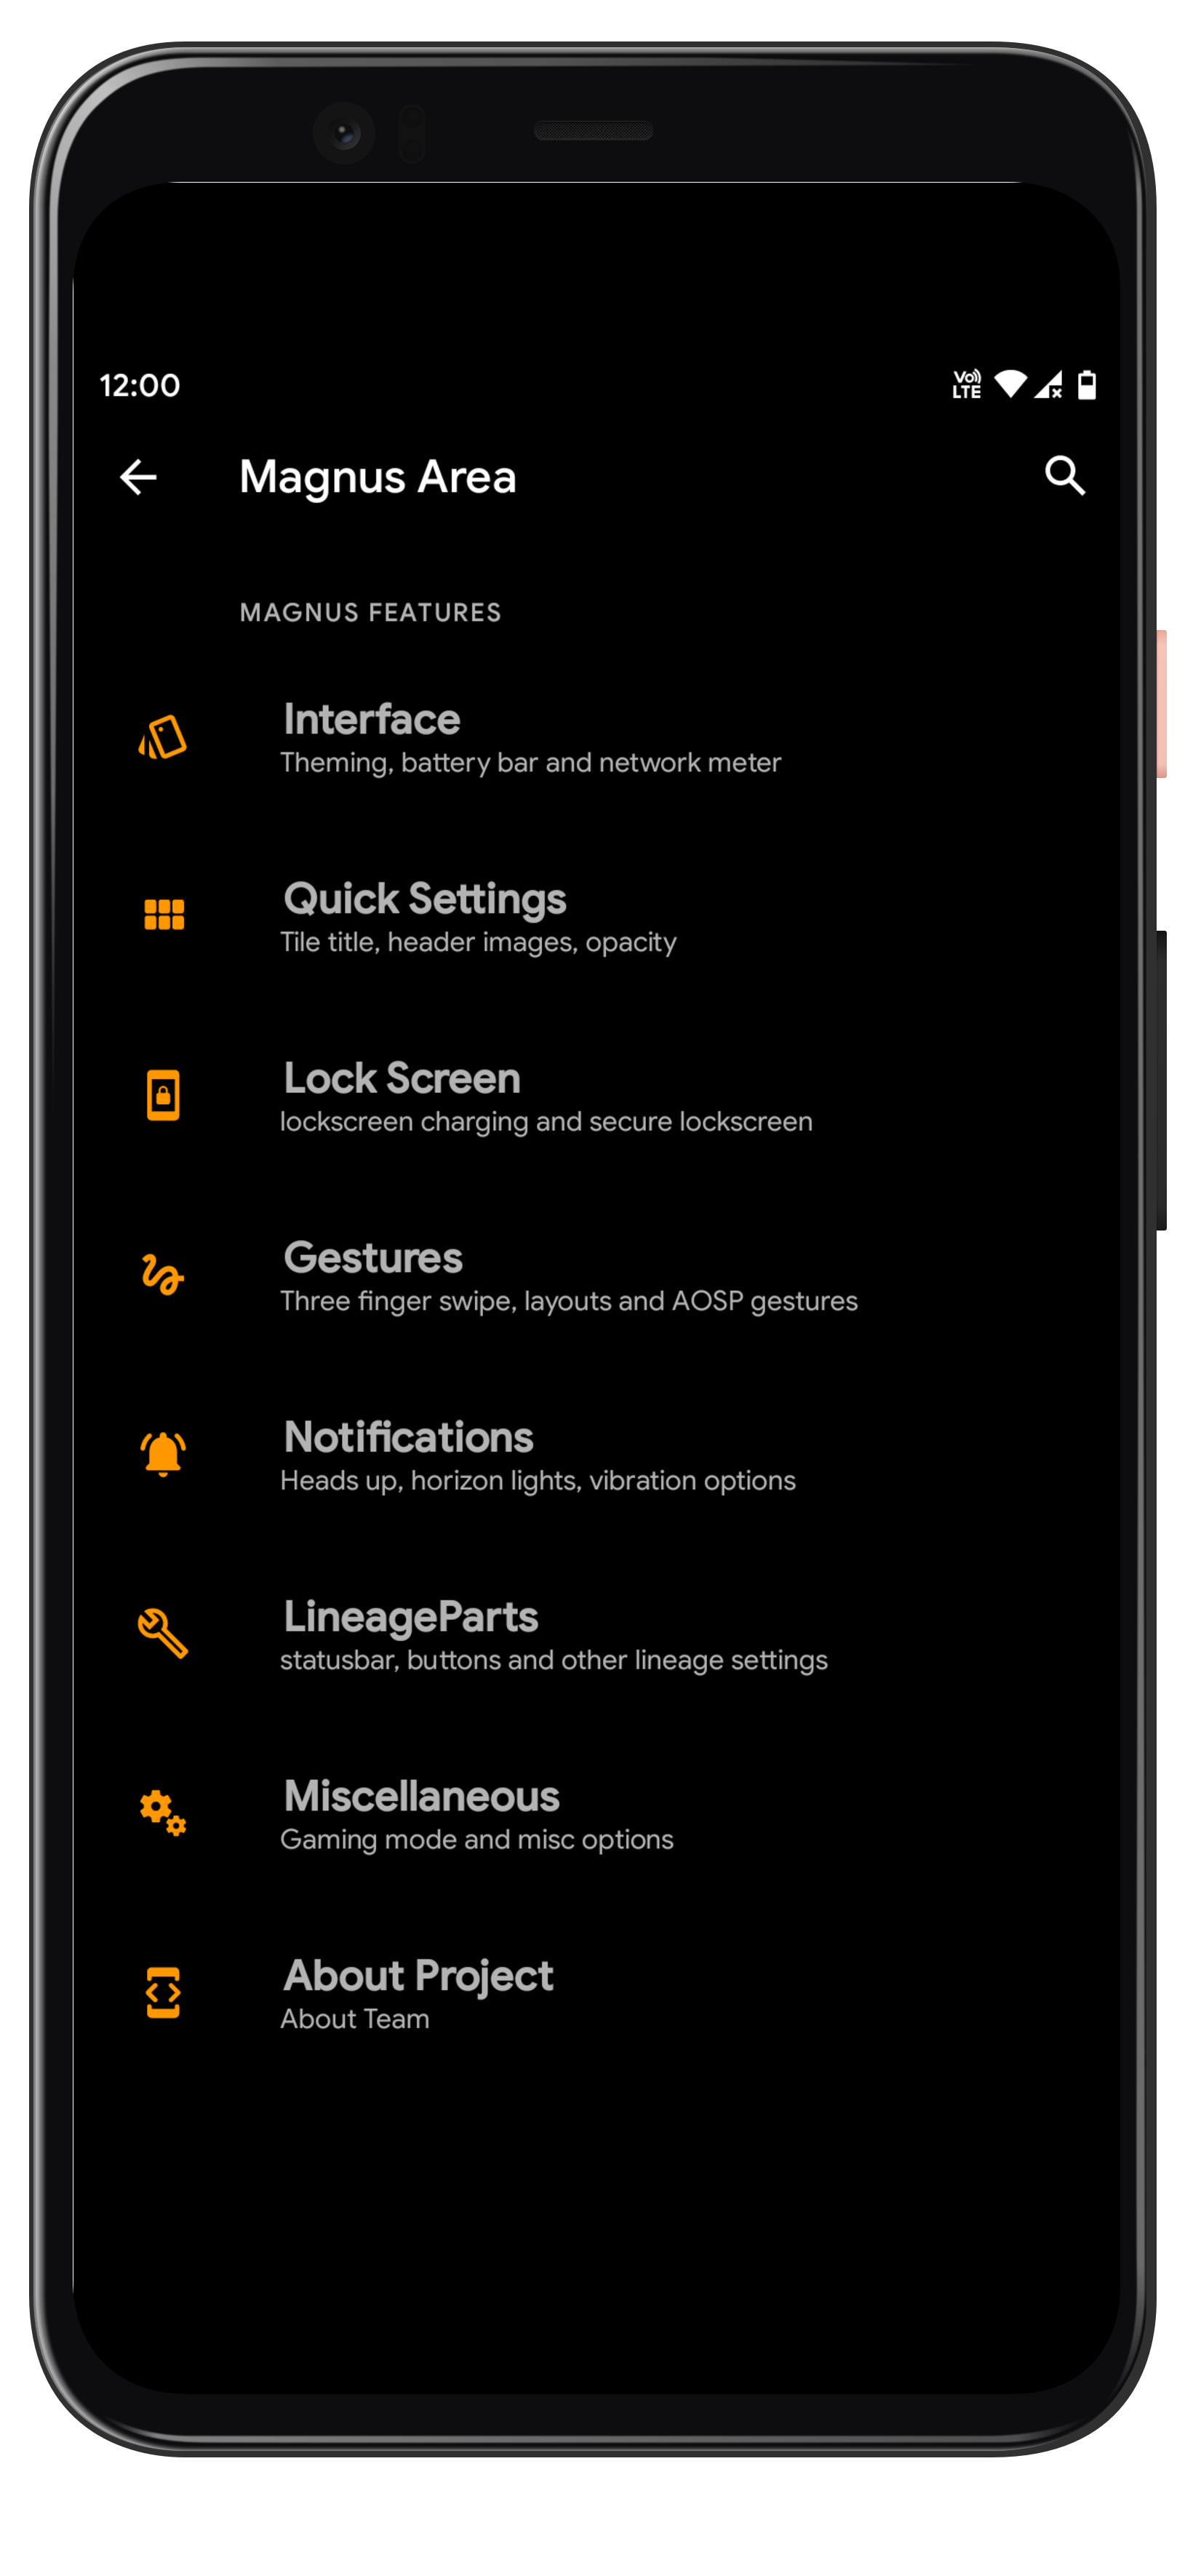 12:00
Vo))
LTE
Magnus Area
MAGNUS FEATURES
Interface
Theming, battery bar and network meter
Quick Settings
Tile title, header images, opacity
Lock Screen
lockscreen charging and secure lockscreen
Gestures
Three finger swipe, layouts and AOSP gestures
Notifications
Heads up, horizon lights, vibration options
LineageParts
statusbar, buttons and other lineage settings
Miscellaneous
Gaming mode and misc options
About Project
About Team